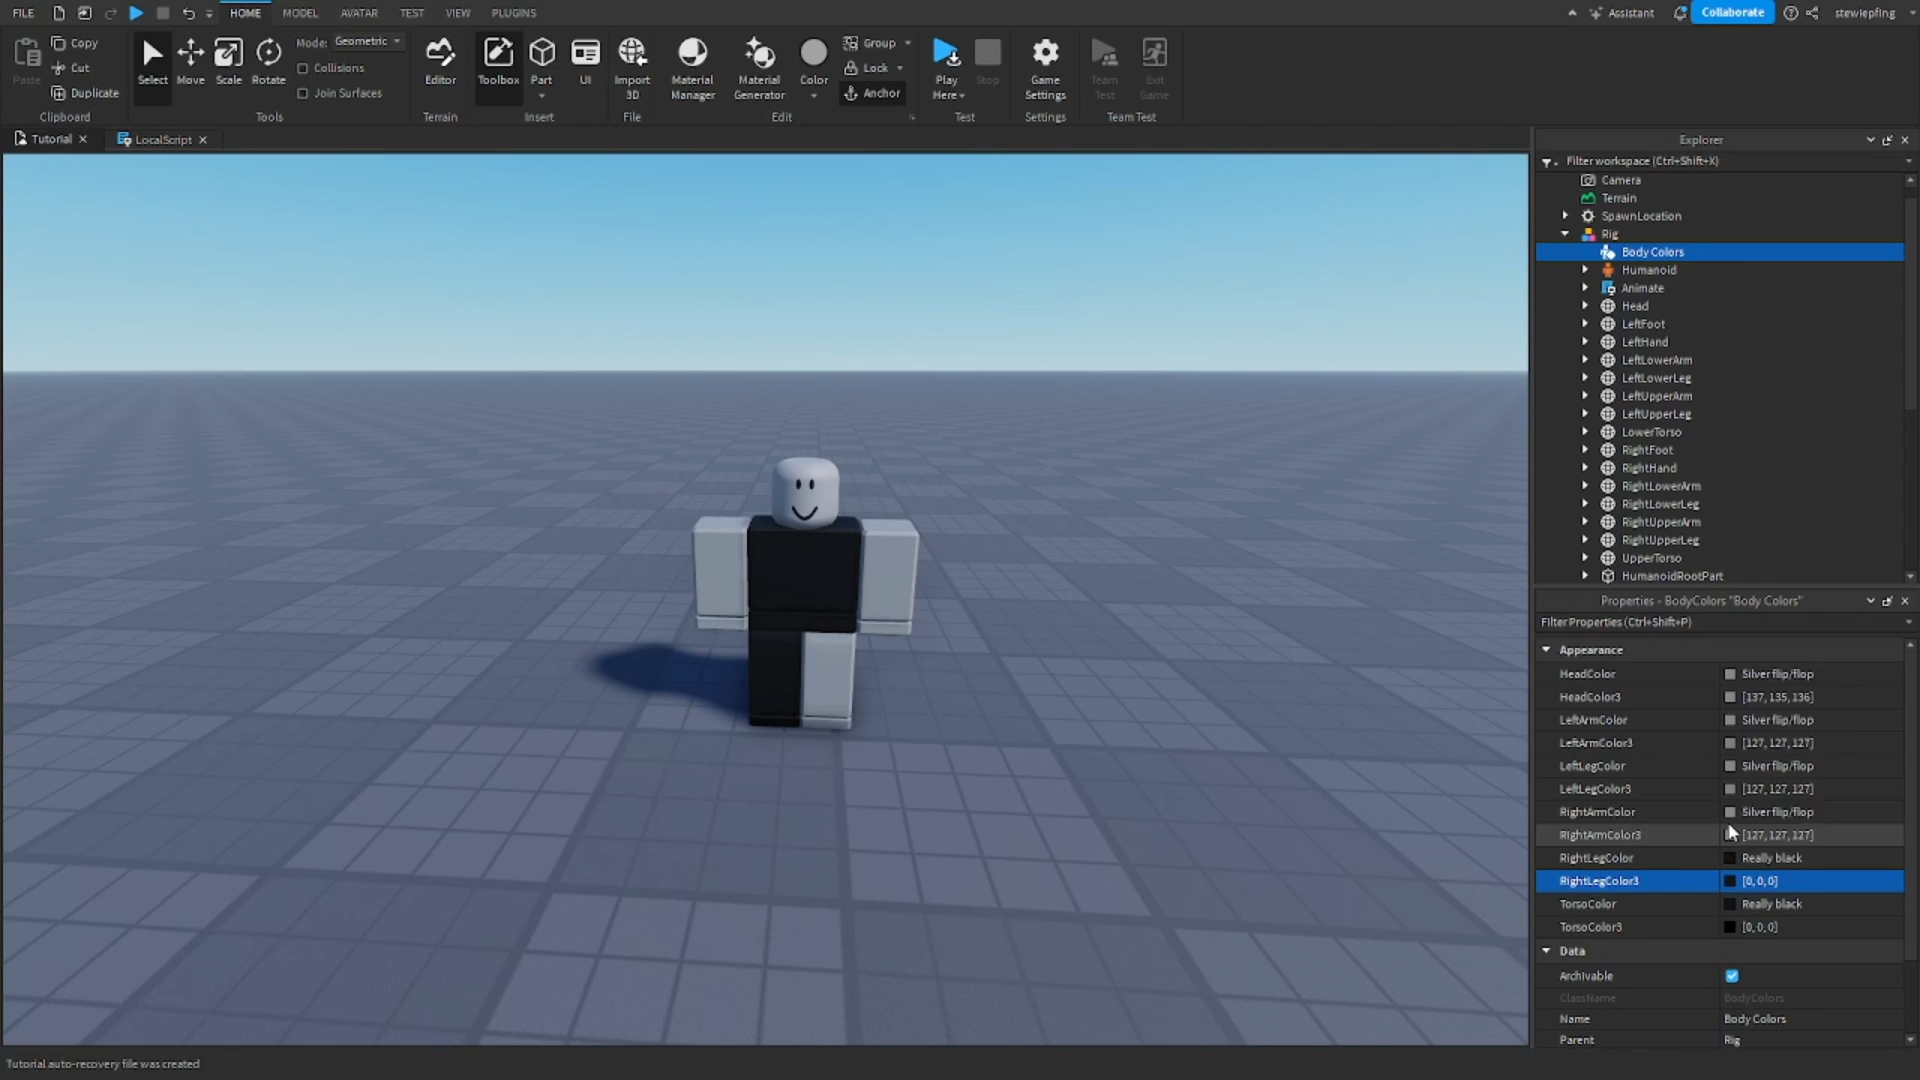 FILE HOME MODEL AVATAR TEST VIEW PLUGINS Assistant Collaborate stewiepfing
Paste Copy Cut Duplicate Clipboard
Select Move Scale Rotate Mode: Geometric Collisions Join Surfaces Tools
Editor Terrain
Toolbox Part UI Insert
Import 3D File
Material Manager Material Generator Color Group Lock Anchor Edit
Play Here Stop Test
Game Settings Settings
Team Test Exit Game Team Test
Tutorial LocalScript
Explorer
Filter workspace (Ctrl+Shift+X)
Camera
Terrain
SpawnLocation
Rig
Body Colors
Humanoid
Animate
Head
LeftFoot
LeftHand
LeftLowerArm
LeftLowerLeg
LeftUpperArm
LeftUpperLeg
LowerTorso
RightFoot
RightHand
RightLowerArm
RightLowerLeg
RightUpperArm
RightUpperLeg
UpperTorso
HumanoidRootPart
Properties - BodyColors "Body Colors"
Filter Properties (Ctrl+Shift+P)
Appearance
HeadColor Silver flip/flop
HeadColor3 [137, 135, 136]
LeftArmColor Silver flip/flop
LeftArmColor3 [127, 127, 127]
LeftLegColor Silver flip/flop
LeftLegColor3 [127, 127, 127]
RightArmColor Silver flip/flop
RightArmColor3 [127, 127, 127]
RightLegColor Really black
RightLegColor3 [0, 0, 0]
TorsoColor Really black
TorsoColor3 [0, 0, 0]
Data
Archivable
ClassName BodyColors
Name Body Colors
Parent Rig
Tutorial auto-recovery file was created